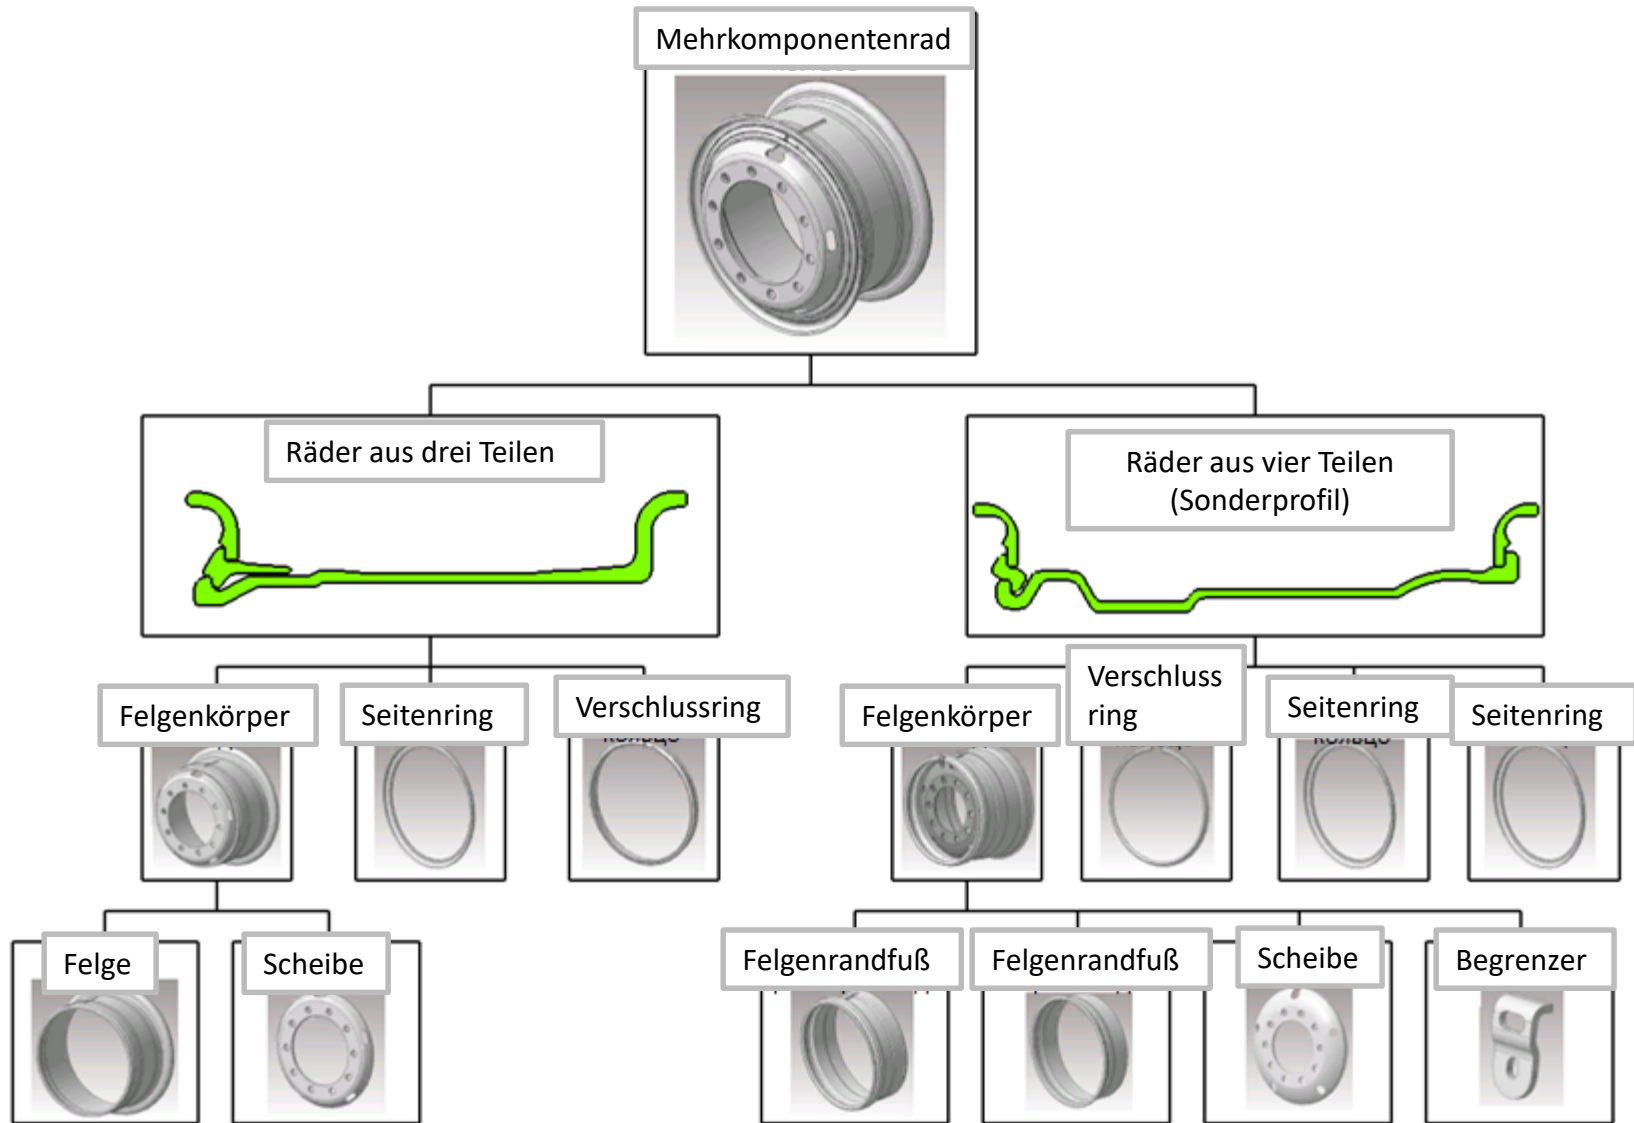 Mehrkomponentenrad
Räder aus drei Teilen
Räder aus vier Teilen
(Sonderprofil)
Felgenkörper
Seitenring
Verschlussring
Felgenkörper
Verschluss
ring
Seitenring
Seitenring
Felge
Scheibe
Felgenrandfuß
Felgenrandfuß
Scheibe
Begrenzer